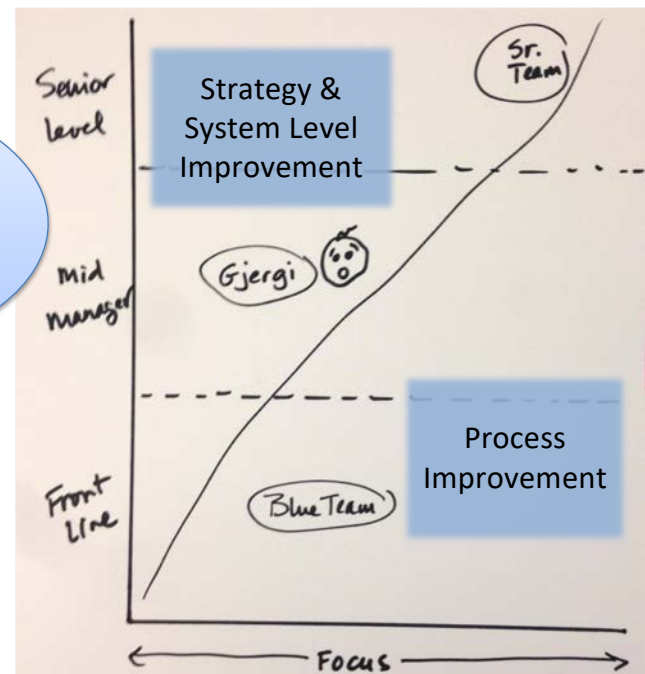 Senior
Level
Strategy &
System Level
Improvement
Sr.
Team
Mid
manager
Gjergi
Process
Improvement
Front
Line
Blue Team
Focus